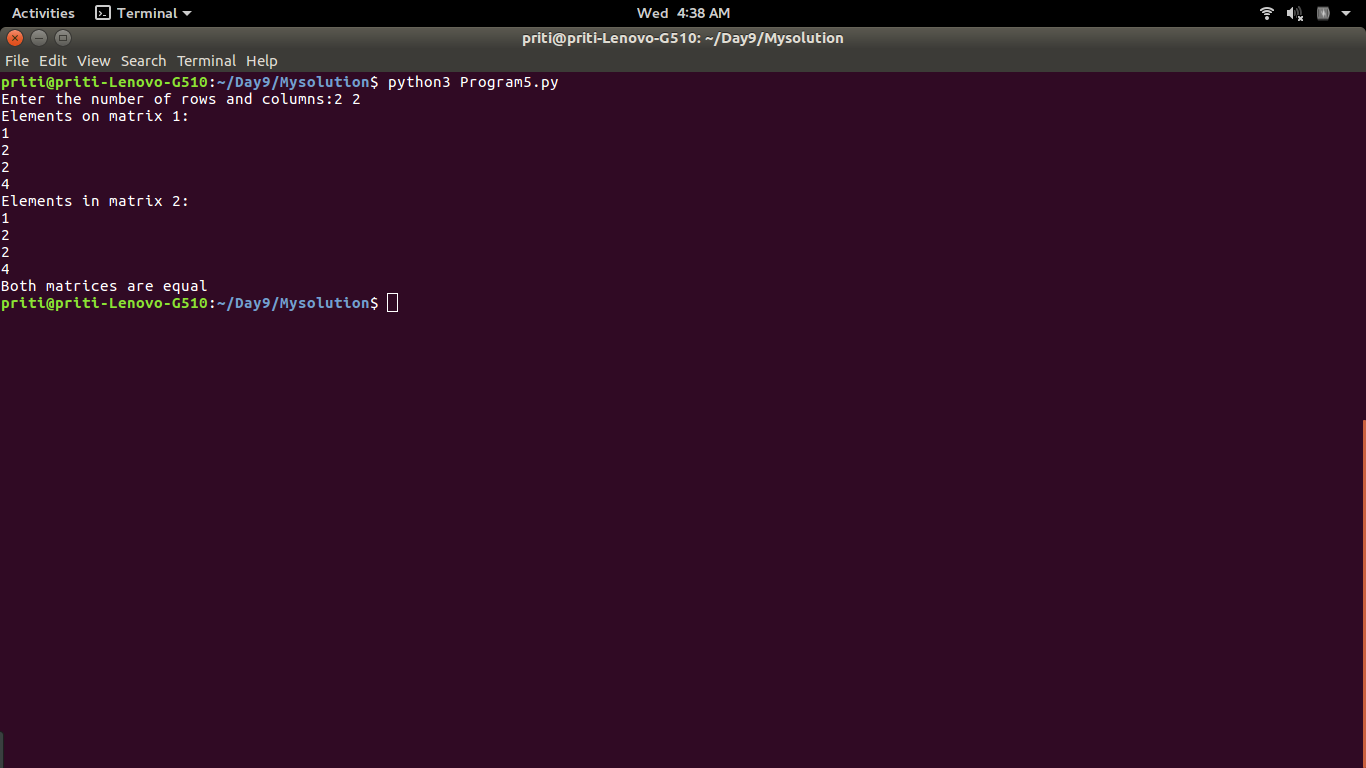 Activities Terminal Wed 4:38 AM
priti@priti-Lenovo-G510: ~/Day9/Mysolution
File Edit View Search Terminal Help
priti@priti-Lenovo-G510:~/Day9/Mysolution$ python3 Program5.py
Enter the number of rows and columns:2 2
Elements on matrix 1:
1
2
2
4
Elements in matrix 2:
1
2
2
4
Both matrices are equal
priti@priti-Lenovo-G510:~/Day9/Mysolution$